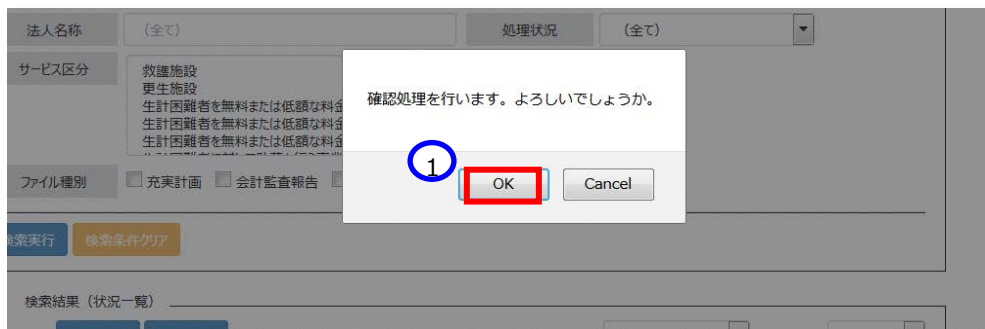 法人名称 (全て) 処理状況 (全て)
サービス区分 救護施設
更生施設
生計困難者を無料または低額な料金
生計困難者を無料または低額な料金
生計困難者を無料または低額な料金
確認処理を行います。よろしいでしょうか。
1
OK Cancel
ファイル種別 充実計画 会計監査報告
検索実行 検索条件クリア
検索結果（状況一覧）